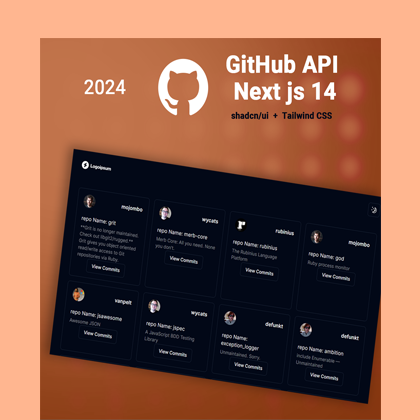 2024
GitHub API
Next js 14
shadcn/ui + Tailwind CSS
Logoipsum
mojombo
repo Name: grit
**Grit is no longer maintained.
Check out libgit2/rugged.**
Grit gives you object oriented
read/write access to Git
repositories via Ruby.
View Commits
wycats
repo Name: merb-core
Merb Core: All you need. None
you don't.
View Commits
rubinius
repo Name: rubinius
The Rubinius Language
Platform
View Commits
mojombo
repo Name: god
Ruby process monitor
View Commits
vanpelt
repo Name: jsawesome
Awesome JSON
View Commits
wycats
repo Name: jspec
A JavaScript BDD Testing
Library
View Commits
defunkt
repo Name:
exception_logger
Unmaintained. Sorry.
View Commits
defunkt
repo Name: ambition
include Enumerable —
Unmaintained
View Commits